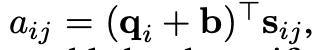 a_{ij} = (\mathbf{q}_i + \mathbf{b})^\top \mathbf{s}_{ij},